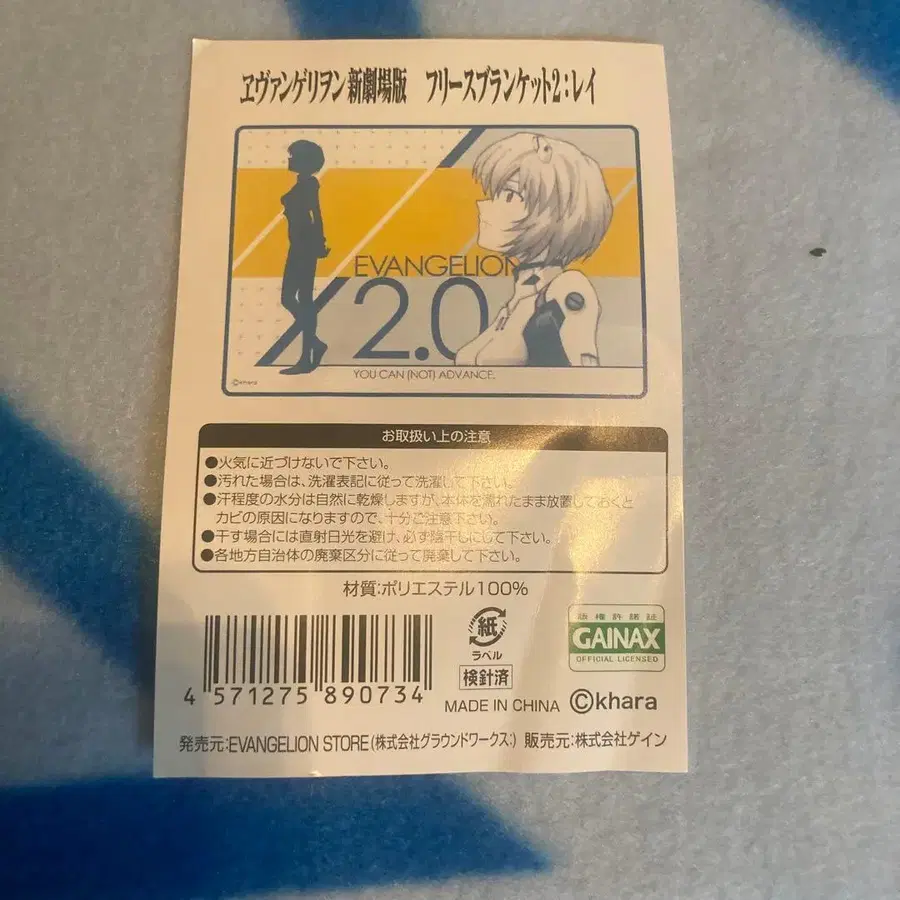 ヱヴァンゲリヲン新劇場版 フリースブランケット2:レイ
EVANGELION
2.0
YOU CAN (NOT) ADVANCE.
©khara
お取扱い上の注意
●火気に近づけないで下さい。
●汚れた場合は、洗濯表記に従って洗濯して下さい。
●汗程度の水分は自然に乾燥しますが、本体を濡れたまま放置しておくと
カビの原因になりますので、十分ご注意下さい。
●干す場合には直射日光を避け、必ず陰干しにして下さい。
●各地方自治体の廃棄区分に従って廃棄して下さい。
材質:ポリエステル100%
4 571275 890734
紙
ラベル
検針済
版権許諾証
GAINAX
OFFICIAL LICENSED
MADE IN CHINA ©khara
発売元:EVANGELION STORE(株式会社グラウンドワークス:) 販売元:株式会社ゲイン